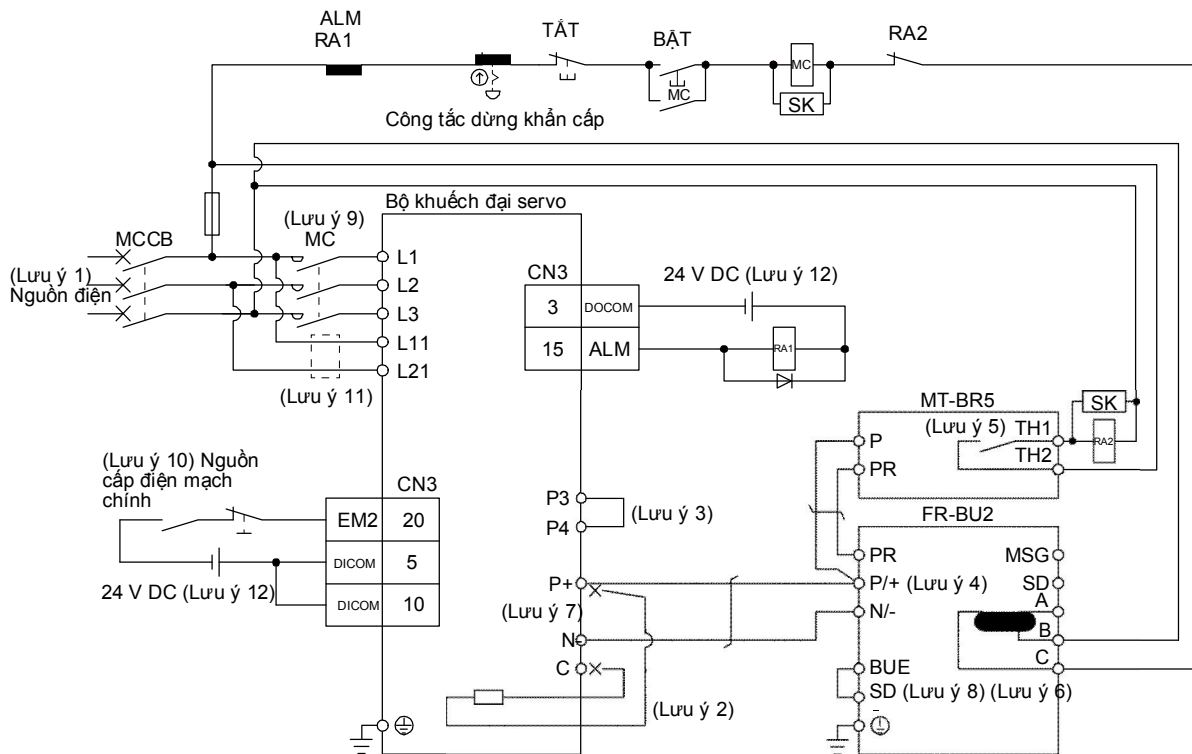 ALM
RA1
TẮT
BẬT
RA2
MC
MC
SK
Công tắc dừng khẩn cấp
Bộ khuếch đại servo
(Lưu ý 9)
MCCB
MC
L1
(Lưu ý 1)
Nguồn điện
L2
L3
L11
L21
(Lưu ý 11)
CN3
24 V DC (Lưu ý 12)
3
DOCOM
15
ALM
RA1
MT-BR5
SK
P
(Lưu ý 5)
TH1
RA2
PR
TH2
(Lưu ý 10) Nguồn
cấp điện mạch
chính
CN3
EM2
20
DICOM
5
24 V DC (Lưu ý 12)
DICOM
10
P3
P4
(Lưu ý 3)
FR-BU2
PR
MSG
P+
P/+ (Lưu ý 4)
SD
(Lưu ý 7)
N/-
A
N-
B
C
BUE
C
SD (Lưu ý 8) (Lưu ý 6)
(Lưu ý 2)